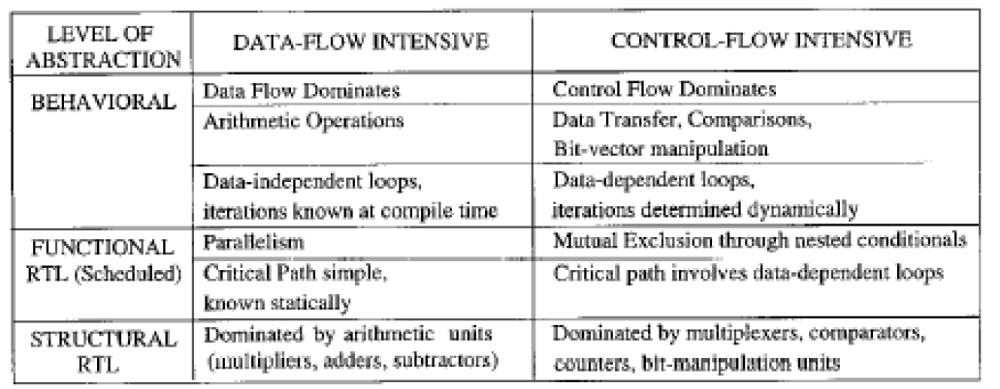 LEVEL OF ABSTRACTION DATA-FLOW INTENSIVE CONTROL-FLOW INTENSIVE
BEHAVIORAL Data Flow Dominates Control Flow Dominates
Arithmetic Operations Data Transfer, Comparisons,
Bit-vector manipulation
Data-independent loops, Data-dependent loops,
iterations known at compile time iterations determined dynamically
FUNCTIONAL Parallelism Mutual Exclusion through nested conditionals
RTL (Scheduled) Critical Path simple, Critical path involves data-dependent loops
known statically
STRUCTURAL Dominated by arithmetic units Dominated by multiplexers, comparators,
RTL (multipliers, adders, subtractors) counters, bit-manipulation units